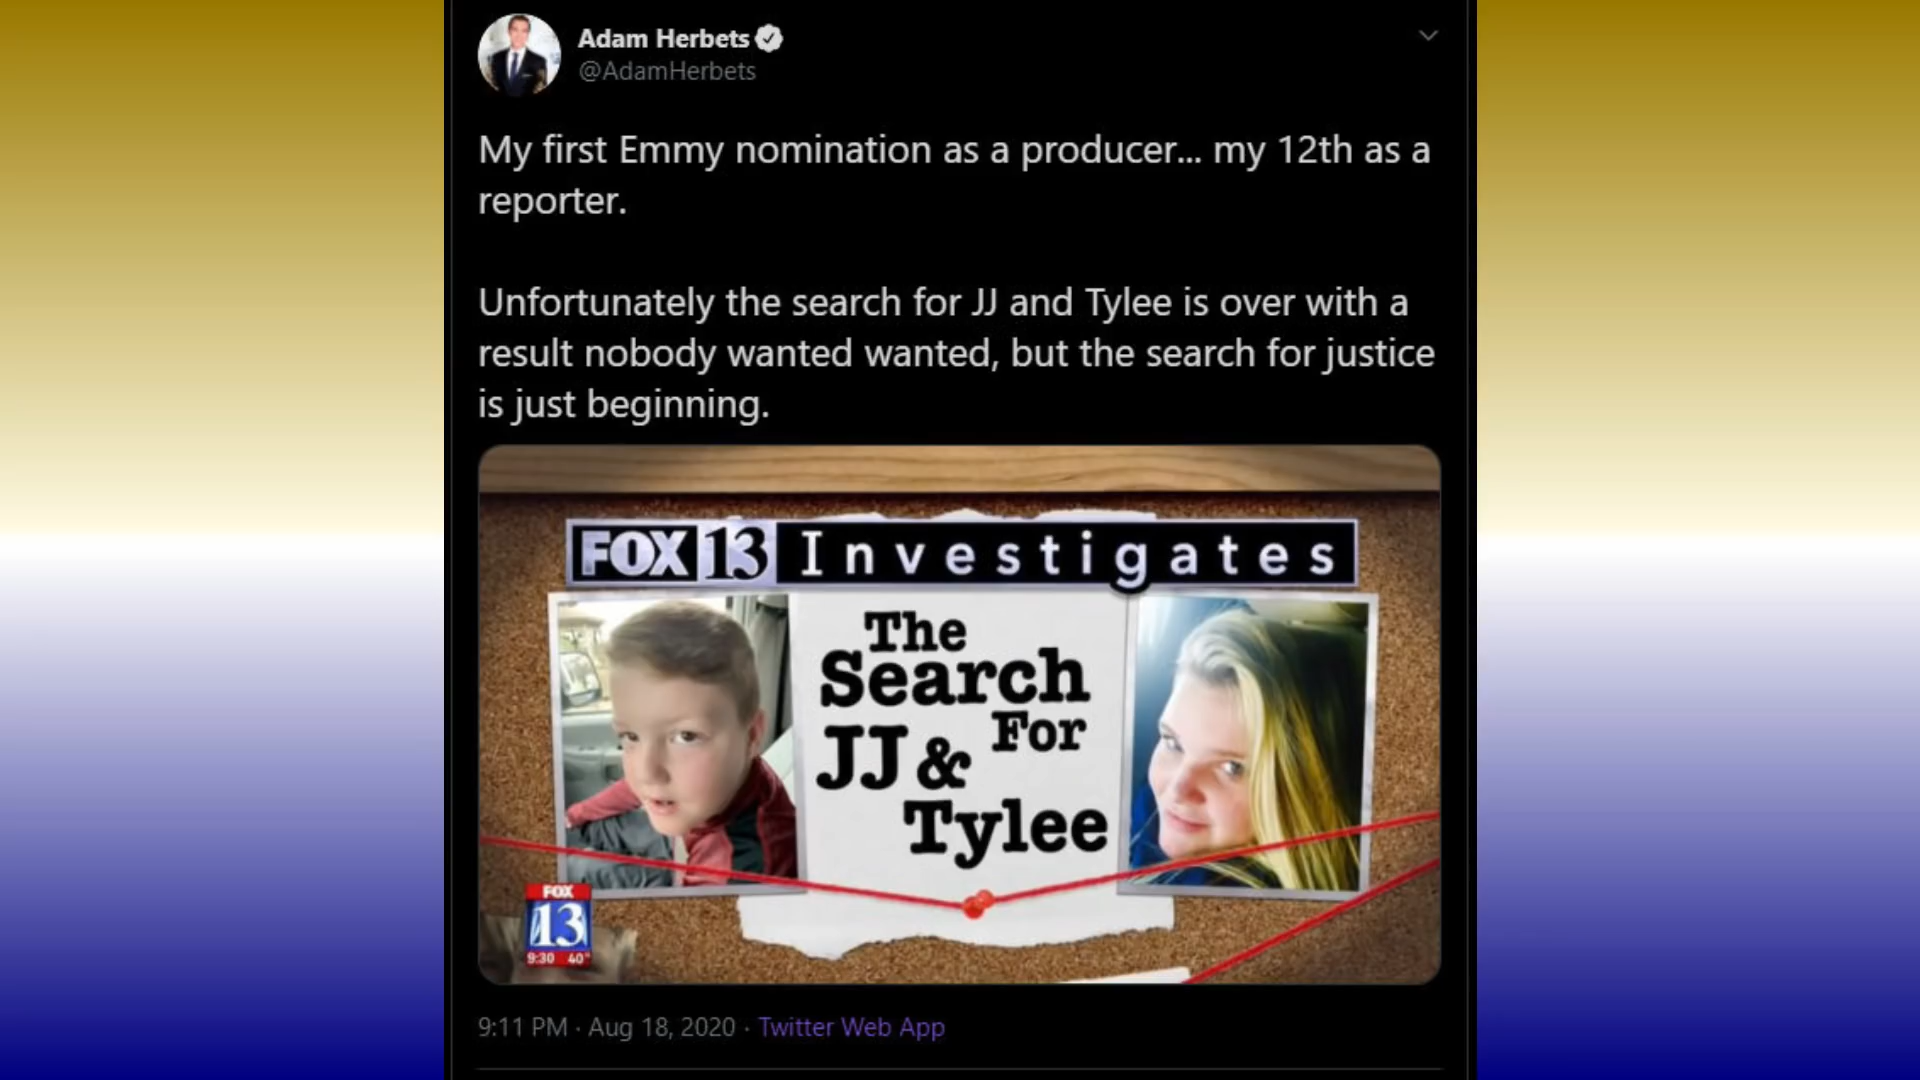 Adam Herbets
@AdamHerbets
My first Emmy nomination as a producer... my 12th as a
reporter.
Unfortunately the search for JJ and Tylee is over with a
result nobody wanted wanted, but the search for justice
is just beginning.
FOX 13 Investigates
The
Search
For
JJ &
Tylee
FOX
13
9:30 40°
9:11 PM · Aug 18, 2020 · Twitter Web App